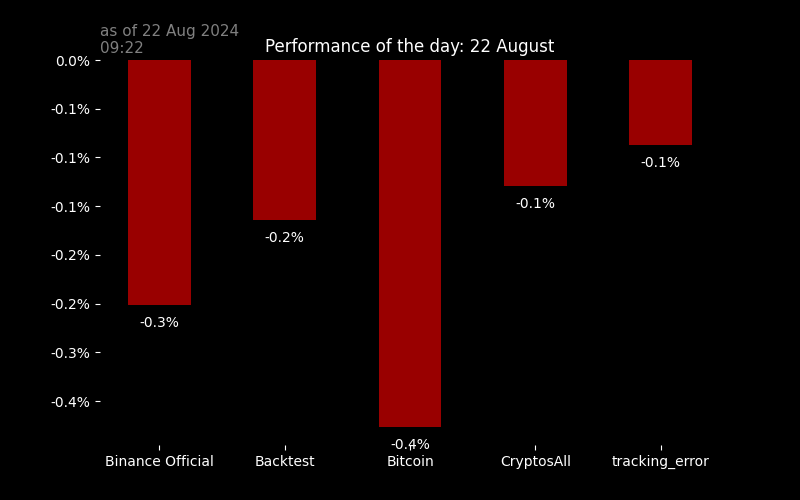 as of 22 Aug 2024
09:22
Performance of the day: 22 August
0.0%
-0.1%
-0.1%
-0.1%
-0.2%
-0.2%
-0.3%
-0.4%
-0.3%
-0.2%
-0.4%
-0.1%
-0.1%
Binance Official
Backtest
Bitcoin
CryptosAll
tracking_error